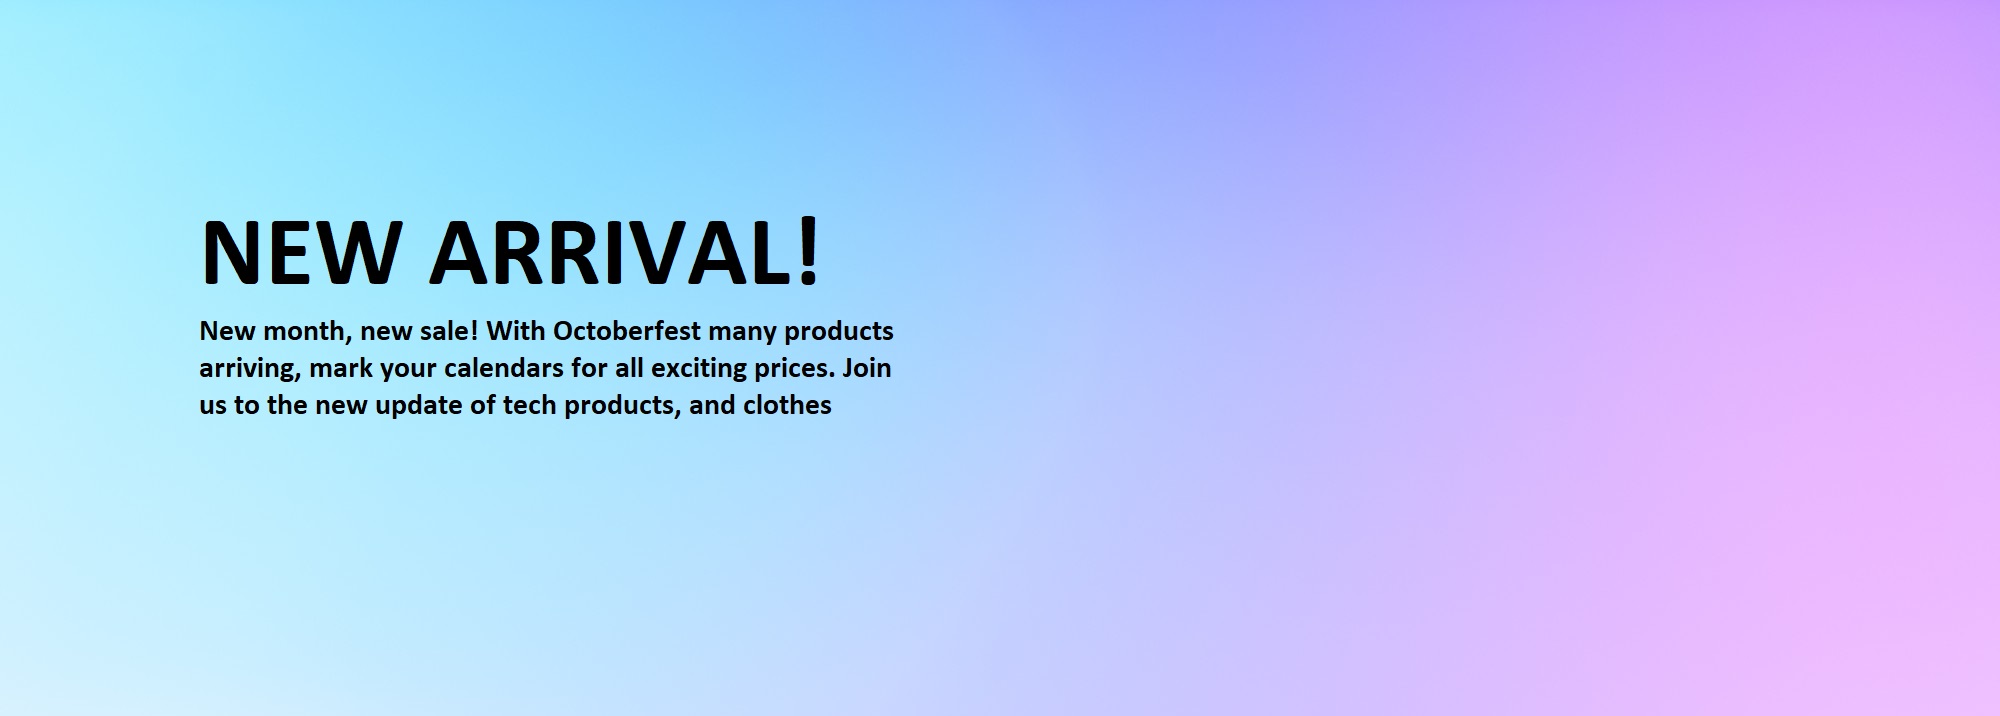 NEW ARRIVAL!
New month, new sale! With Octoberfest many products
arriving, mark your calendars for all exciting prices. Join
us to the new update of tech products, and clothes